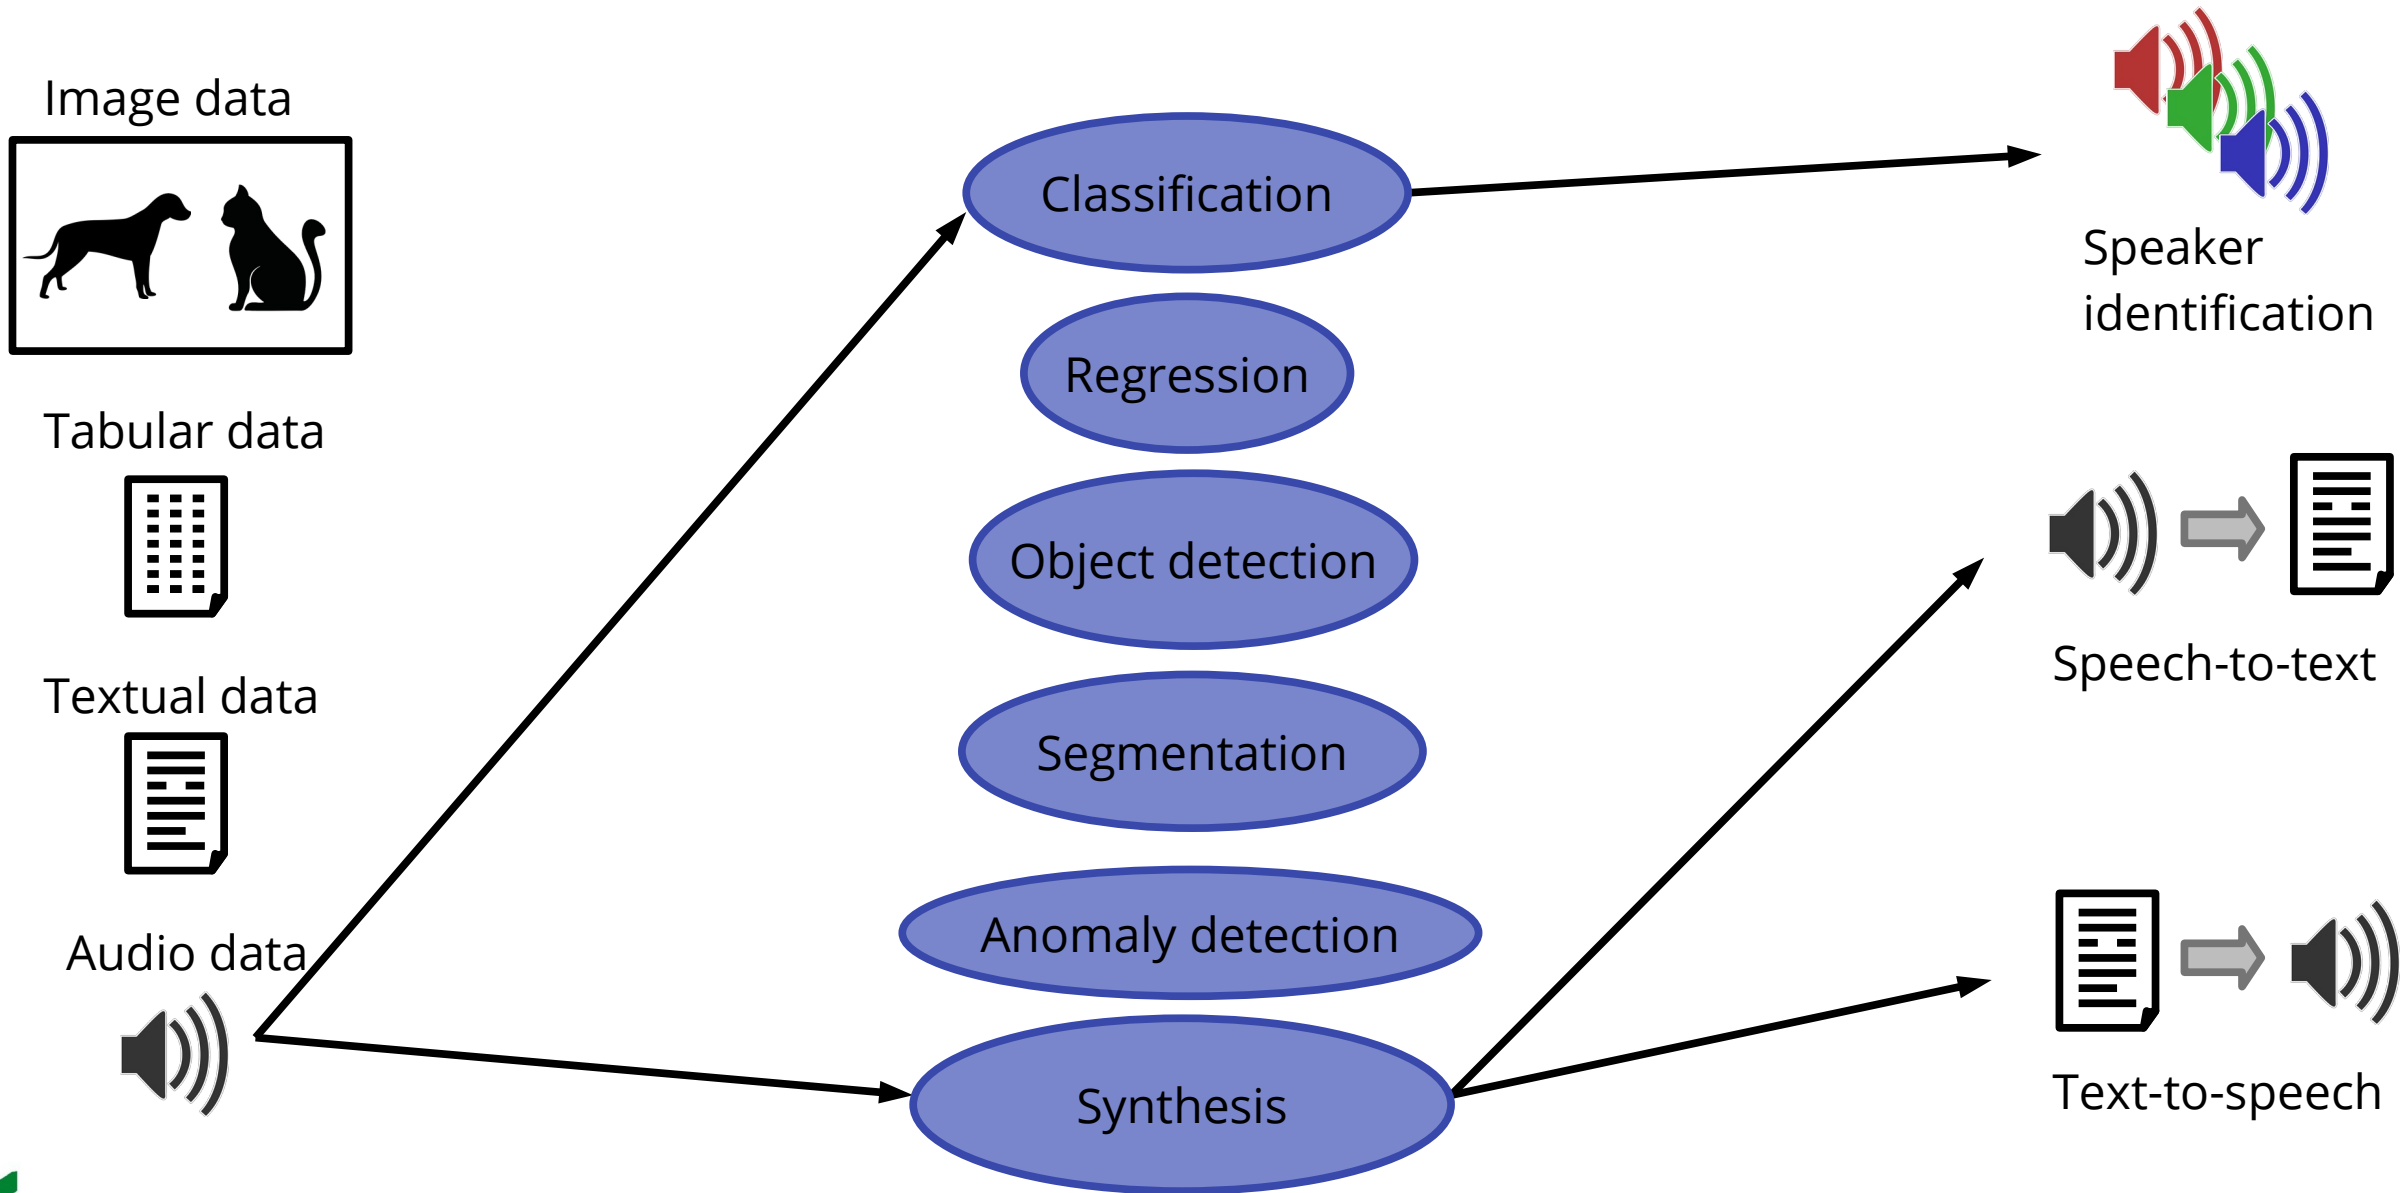 Image data
Tabular data
Textual data
Audio data
Classification
Regression
Object detection
Segmentation
Anomaly detection
Synthesis
Speaker
identification
Speech-to-text
Text-to-speech